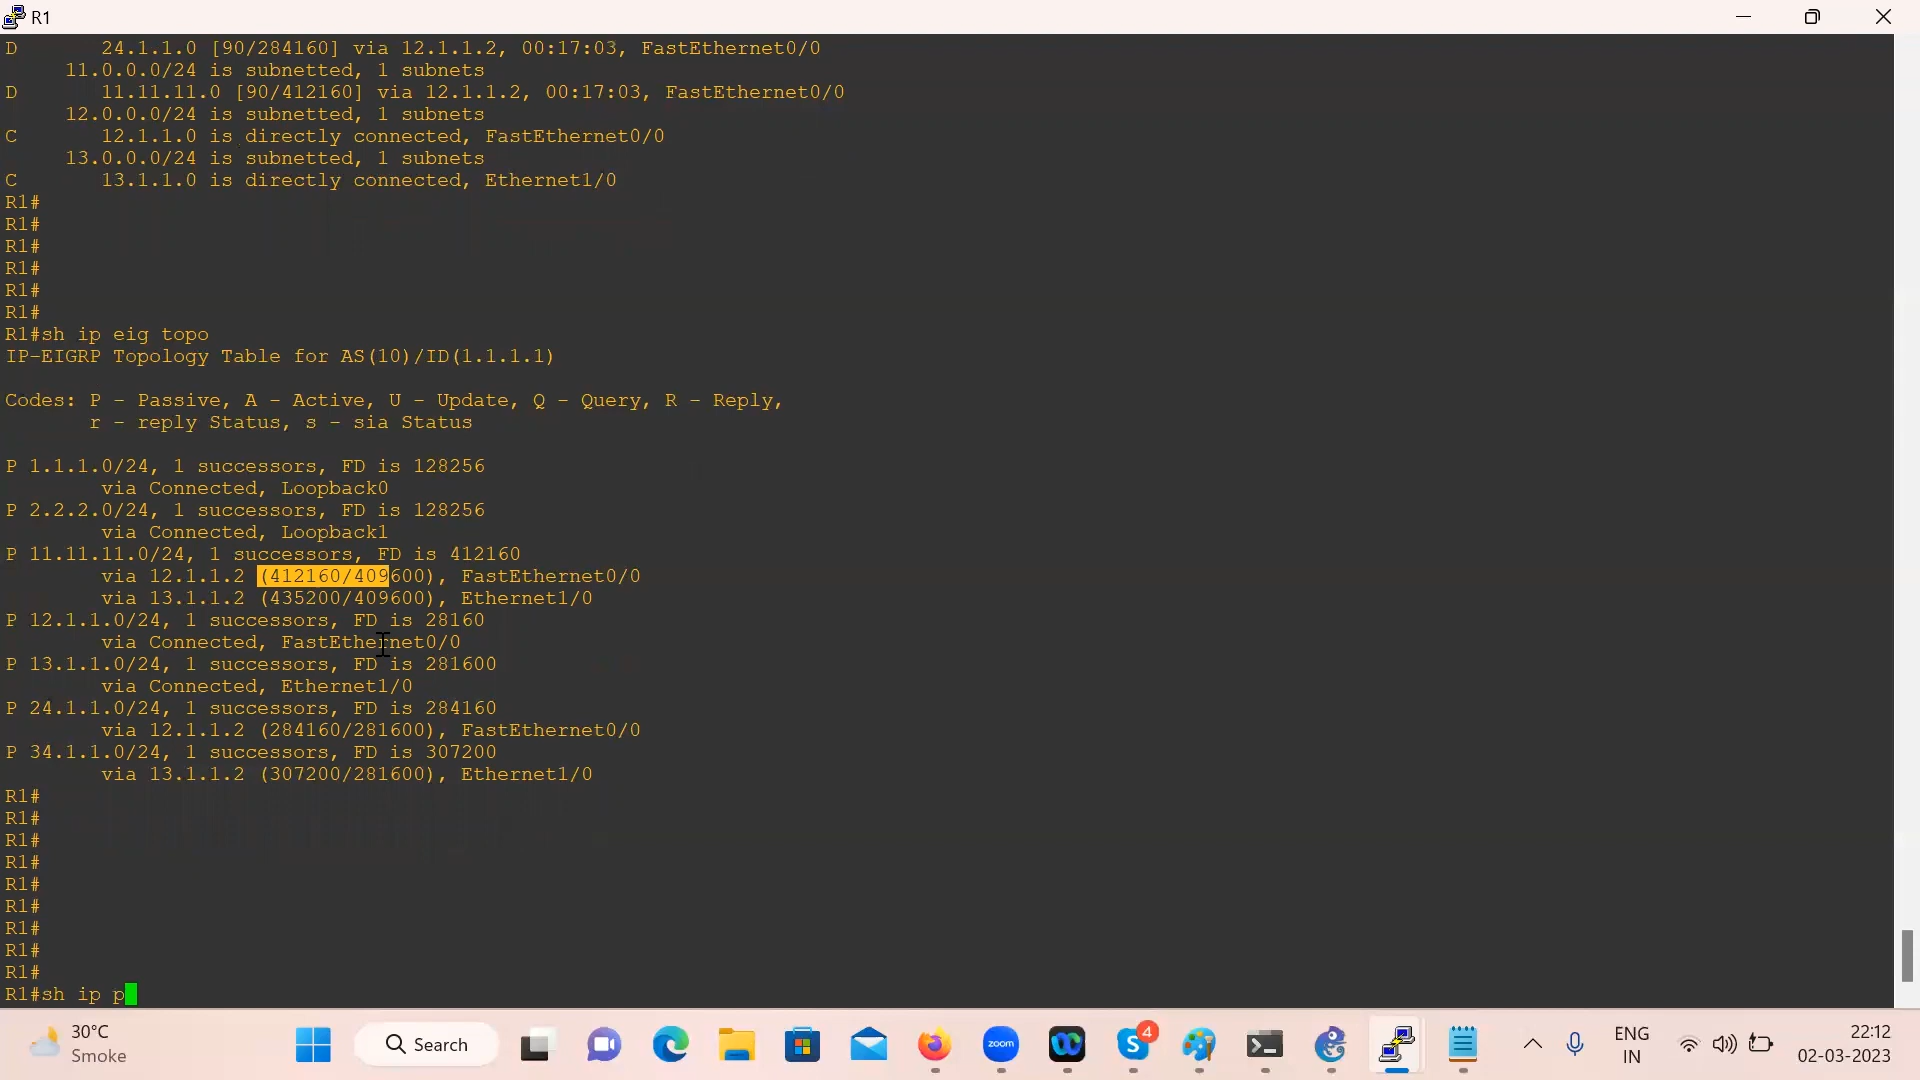 R1
D       24.1.1.0 [90/284160] via 12.1.1.2, 00:17:03, FastEthernet0/0
     11.0.0.0/24 is subnetted, 1 subnets
D       11.11.11.0 [90/412160] via 12.1.1.2, 00:17:03, FastEthernet0/0
     12.0.0.0/24 is subnetted, 1 subnets
C       12.1.1.0 is directly connected, FastEthernet0/0
     13.0.0.0/24 is subnetted, 1 subnets
C       13.1.1.0 is directly connected, Ethernet1/0
R1#
R1#
R1#
R1#
R1#
R1#
R1#sh ip eig topo
IP-EIGRP Topology Table for AS(10)/ID(1.1.1.1)
Codes: P - Passive, A - Active, U - Update, Q - Query, R - Reply,
       r - reply Status, s - sia Status
P 1.1.1.0/24, 1 successors, FD is 128256
        via Connected, Loopback0
P 2.2.2.0/24, 1 successors, FD is 128256
        via Connected, Loopback1
P 11.11.11.0/24, 1 successors, FD is 412160
        via 12.1.1.2 (412160/409600), FastEthernet0/0
        via 13.1.1.2 (435200/409600), Ethernet1/0
P 12.1.1.0/24, 1 successors, FD is 28160
        via Connected, FastEthernet0/0
P 13.1.1.0/24, 1 successors, FD is 281600
        via Connected, Ethernet1/0
P 24.1.1.0/24, 1 successors, FD is 284160
        via 12.1.1.2 (284160/281600), FastEthernet0/0
P 34.1.1.0/24, 1 successors, FD is 307200
        via 13.1.1.2 (307200/281600), Ethernet1/0
R1#
R1#
R1#
R1#
R1#
R1#
R1#
R1#
R1#
R1#sh ip p
30°C
Smoke
Search
zoom
4
ENG
IN
22:12
02-03-2023